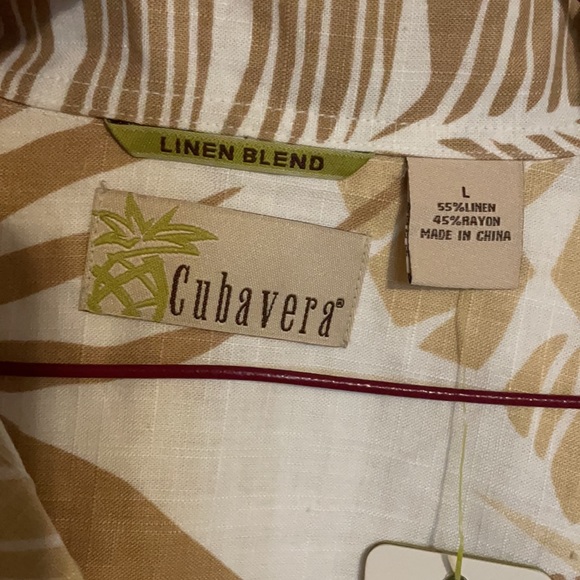 LINEN BLEND
Cubavera®
L
55%LINEN
45%RAYON
MADE IN CHINA